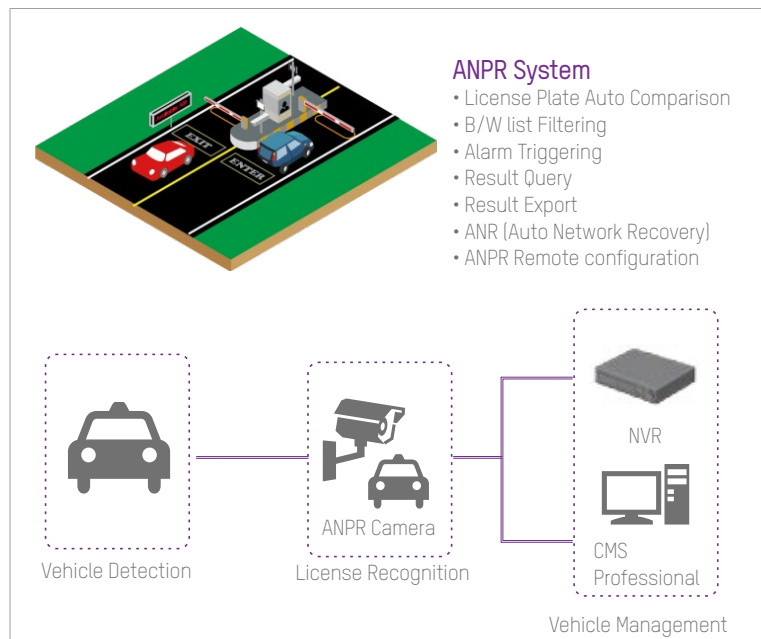 ANPR System
• License Plate Auto Comparison
• B/W list Filtering
• Alarm Triggering
• Result Query
• Result Export
• ANR (Auto Network Recovery)
• ANPR Remote configuration
EXIT
ENTER
ANPR Camera
NVR
CMS
Professional
Vehicle Detection
License Recognition
Vehicle Management